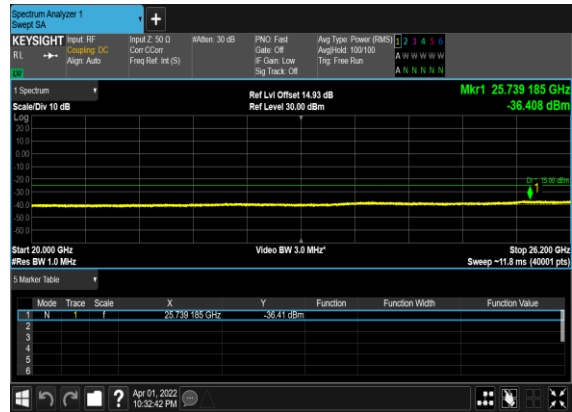 Spectrum Analyzer 1
Swept SA
KEYSIGHT Input: RF Input Z: 50 Ω #Atten: 30 dB PNO: Fast Avg Type: Power (RMS) 1 2 3 4 5 6
RL Coupling: DC Corr CCorr Gate: Off Avg|Hold: 100/100 A W W W W W
Align: Auto Freq Ref: Int (S) IF Gain: Low Trig: Free Run
Sig Track: Off A N N N N N
1 Spectrum Ref Lvl Offset 14.93 dB Mkr1 25.739 185 GHz
Scale/Div 10 dB Ref Level 30.00 dBm -36.408 dBm
Log
20.0
10.0
0.00
-10.0
-20.0
-30.0
-40.0
-50.0
-60.0
1
Start 20.000 GHz Video BW 3.0 MHz* Stop 26.200 GHz
#Res BW 1.0 MHz Sweep ~11.8 ms (40001 pts)
5 Marker Table
Mode Trace Scale X Y Function Function Width Function Value
1 N 1 f 25.739 185 GHz -36.41 dBm
2
3
4
5
6
? Apr 01, 2022
10:32:42 PM